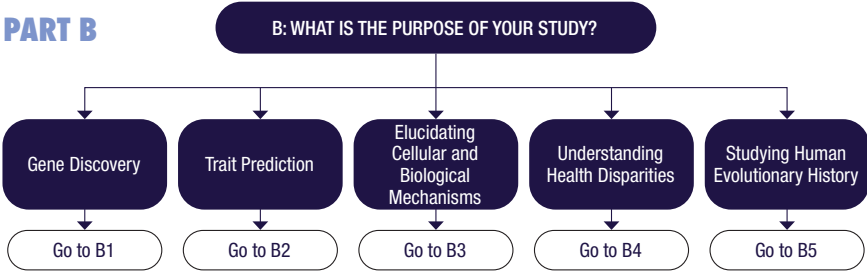 PART B
B: WHAT IS THE PURPOSE OF YOUR STUDY?
Gene Discovery
Trait Prediction
Elucidating
Cellular and
Biological
Mechanisms
Understanding
Health Disparities
Studying Human
Evolutionary History
Go to B1
Go to B2
Go to B3
Go to B4
Go to B5